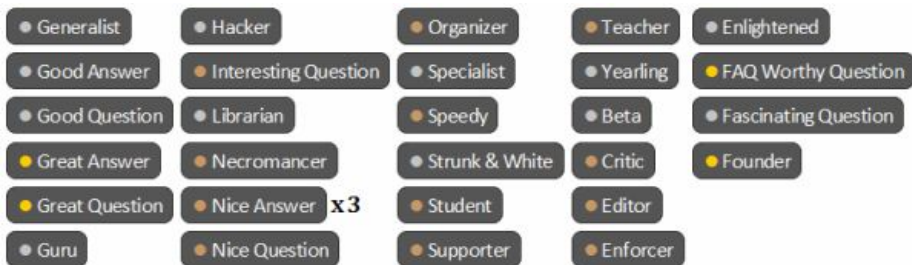 Generalist Hacker Organizer Teacher Enlightened
Good Answer Interesting Question Specialist Yearling FAQ Worthy Question
Good Question Librarian Speedy Beta Fascinating Question
Great Answer Necromancer Strunk & White Critic Founder
Great Question Nice Answer x3 Student Editor
Guru Nice Question Supporter Enforcer